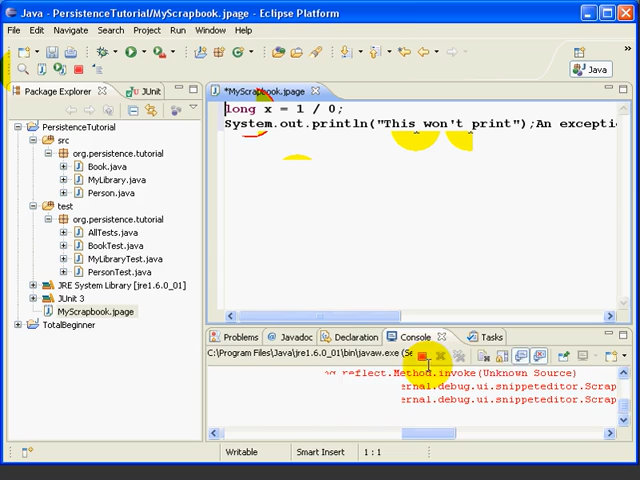 Java - PersistenceTutorial/MyScrapbook.jpage - Eclipse Platform
File Edit Navigate Search Project Run Window Help
Java
Package Explorer
JUnit
*MyScrapbook.jpage
PersistenceTutorial
src
org.persistence.tutorial
Book.java
MyLibrary.java
Person.java
test
org.persistence.tutorial
AllTests.java
BookTest.java
MyLibraryTest.java
PersonTest.java
JRE System Library [jre1.6.0_01]
JUnit 3
MyScrapbook.jpage
TotalBeginner
long x = 1 / 0;
System.out.println("This won't print");An exceptio
Problems Javadoc Declaration Console Tasks
C:\Program Files\Java\jre1.6.0_01\bin\javaw.exe (Se
ng.reflect.Method.invoke(Unknown Source)
ernal.debug.ui.snippeteditor.Scrap
ernal.debug.ui.snippeteditor.Scrap
Writable Smart Insert 1 : 1